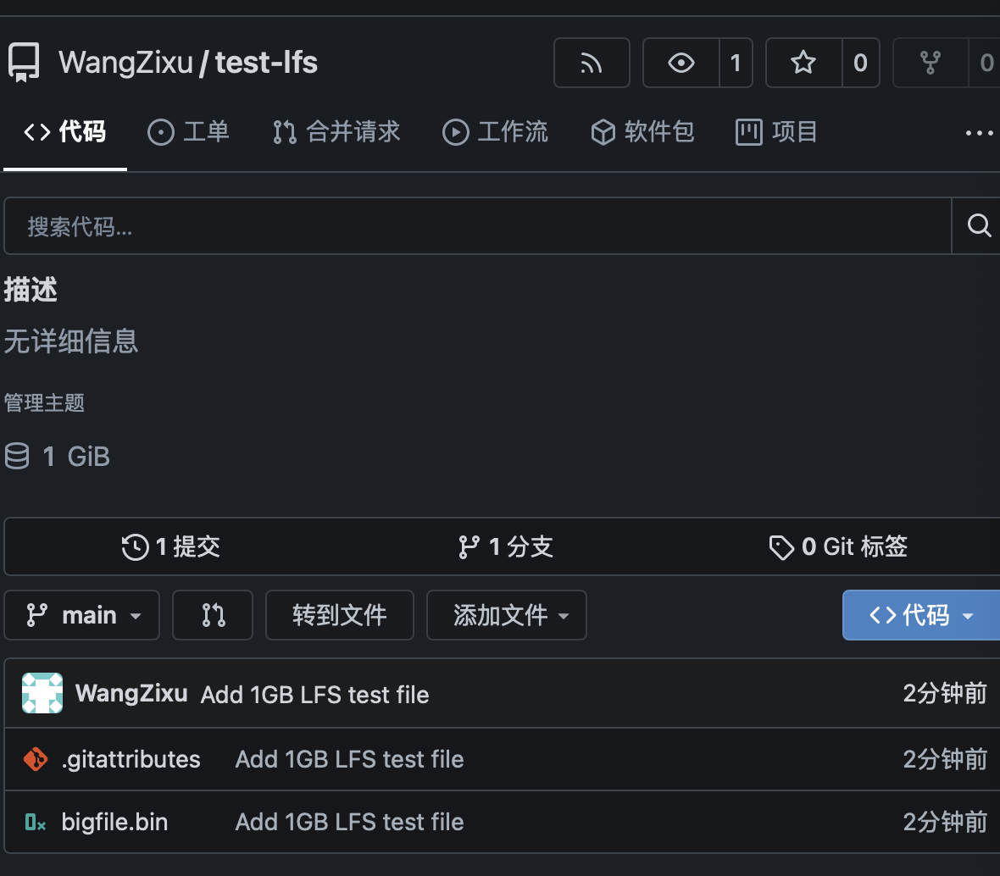 WangZixu / test-lfs 1 0 0
代码 工单 合并请求 工作流 软件包 项目 ...
搜索代码...
描述
无详细信息
管理主题
1 GiB
1 提交 1 分支 0 Git 标签
main 转到文件 添加文件 代码
WangZixu Add 1GB LFS test file 2分钟前
.gitattributes Add 1GB LFS test file 2分钟前
bigfile.bin Add 1GB LFS test file 2分钟前